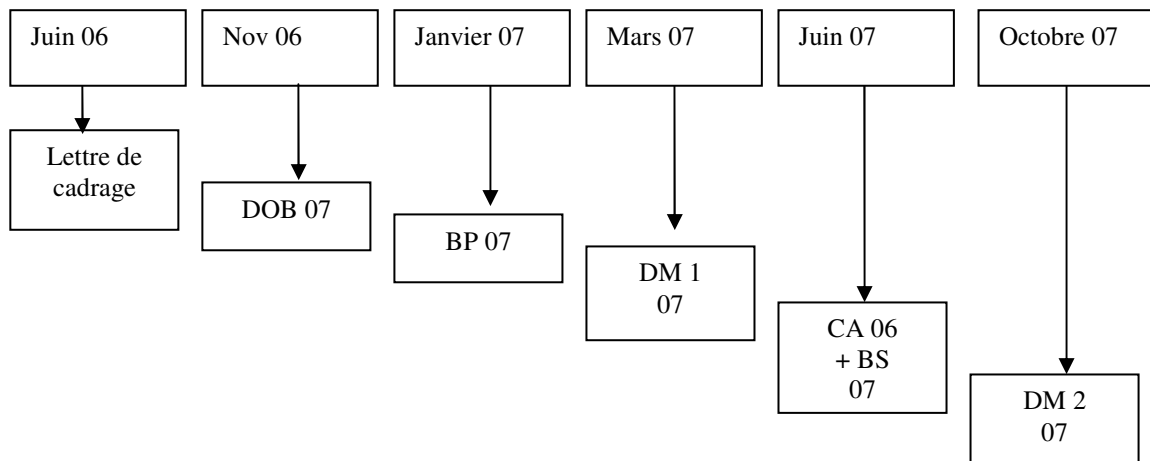 Juin 06
Nov 06
Janvier 07
Mars 07
Juin 07
Octobre 07
Lettre de
cadrage
DOB 07
BP 07
DM 1
07
CA 06
+ BS
07
DM 2
07